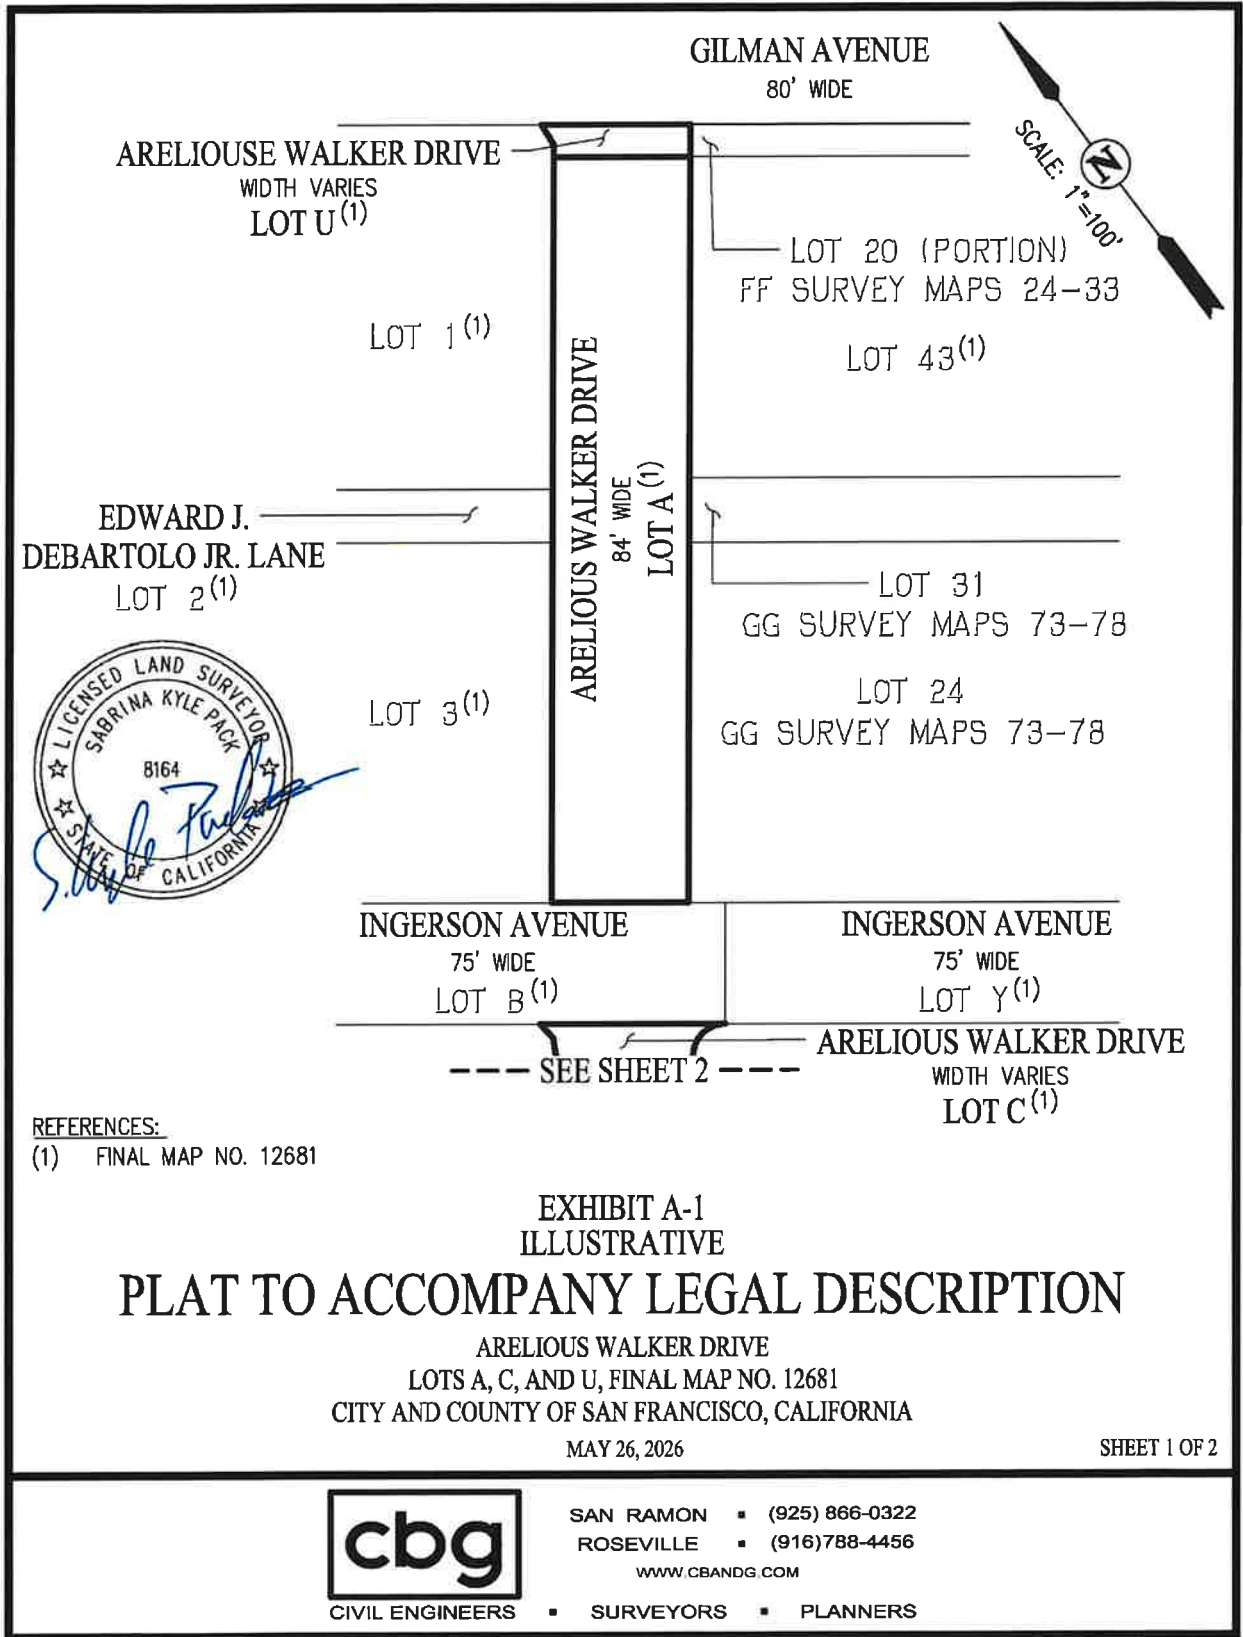 GILMAN AVENUE
80' WIDE
ARELIOUSE WALKER DRIVE
WIDTH VARIES
LOT U(1)
N
SCALE: 1"=100'
LOT 20 (PORTION)
FF SURVEY MAPS 24-33
LOT 1(1)
LOT 43(1)
ARELIOUS WALKER DRIVE
84' WIDE
LOT A(1)
EDWARD J.
DEBARTOLO JR. LANE
LOT 2(1)
LOT 31
GG SURVEY MAPS 73-78
LICENSED LAND SURVEYOR
SABRINA KYLE PACK
8164
STATE OF CALIFORNIA
LOT 3(1)
LOT 24
GG SURVEY MAPS 73-78
INGERSON AVENUE
75' WIDE
LOT B(1)
INGERSON AVENUE
75' WIDE
LOT Y(1)
ARELIOUS WALKER DRIVE
WIDTH VARIES
LOT C(1)
--- SEE SHEET 2 ---
REFERENCES:
(1) FINAL MAP NO. 12681
EXHIBIT A-1
ILLUSTRATIVE
PLAT TO ACCOMPANY LEGAL DESCRIPTION
ARELIOUS WALKER DRIVE
LOTS A, C, AND U, FINAL MAP NO. 12681
CITY AND COUNTY OF SAN FRANCISCO, CALIFORNIA
MAY 26, 2026
SHEET 1 OF 2
cbg
CIVIL ENGINEERS ▪ SURVEYORS ▪ PLANNERS
SAN RAMON ▪ (925) 866-0322
ROSEVILLE ▪ (916)788-4456
WWW.CBANDG.COM